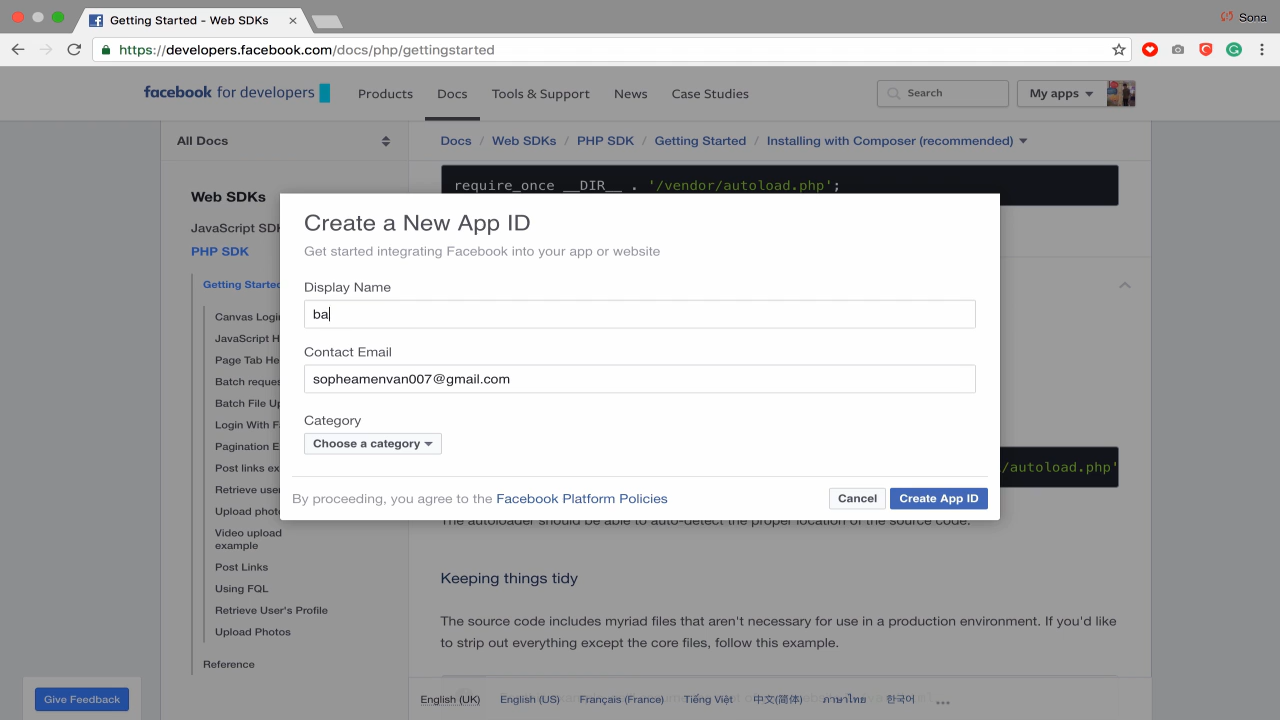 Getting Started - Web SDKs
Sona
https://developers.facebook.com/docs/php/gettingstarted
facebook for developers
Products
Docs
Tools & Support
News
Case Studies
Search
My apps
All Docs
Docs / Web SDKs / PHP SDK / Getting Started / Installing with Composer (recommended)
Web SDKs
JavaScript SDK
PHP SDK
Getting Started
Canvas Login
JavaScript H
Page Tab He
Batch reques
Batch File Up
Login With F
Pagination E
Post links ex
Retrieve user
Upload photo
Video upload
example
Post Links
Using FQL
Retrieve User's Profile
Upload Photos
Reference
Give Feedback
require_once __DIR__ . '/vendor/autoload.php';
Create a New App ID
Get started integrating Facebook into your app or website
Display Name
ba
Contact Email
sopheamenvan007@gmail.com
Category
Choose a category
By proceeding, you agree to the Facebook Platform Policies
Cancel
Create App ID
/autoload.php'
The autoloader should be able to auto-detect the proper location of the source code.
Keeping things tidy
The source code includes myriad files that aren't necessary for use in a production environment. If you'd like
to strip out everything except the core files, follow this example.
English (UK)
English (US)
Français (France)
Tiếng Việt
中文(简体)
ภาษาไทย
한국어